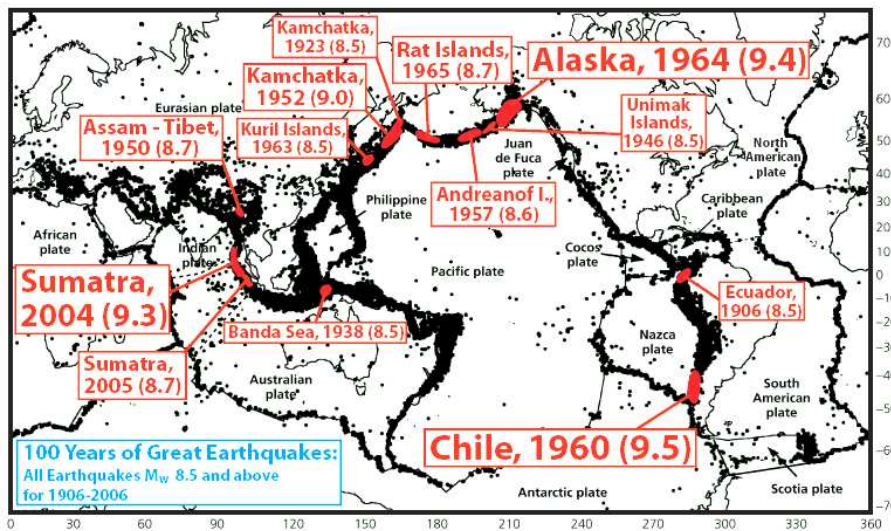 Kamchatka,
1923 (8.5)
Rat Islands,
1965 (8.7)
Alaska, 1964 (9.4)
70
Kamchatka,
1952 (9.0)
Eurasian plate
60
Unimak
Islands,
1946 (8.5)
Assam - Tibet,
1950 (8.7)
Kuril Islands,
1963 (8.5)
50
Juan
de Fuca
plate
North
American
plate
40
Andreanof I.,
1957 (8.6)
Philippine
plate
Caribbean
plate
30
African
plate
Indian
plate
20
Cocos
plate
10
Pacific plate
0
Sumatra,
2004 (9.3)
Ecuador,
1906 (8.5)
-10
Banda Sea, 1938 (8.5)
-20
Nazca
plate
-30
Sumatra,
2005 (8.7)
Australian
plate
South
American
plate
-40
-50
Chile, 1960 (9.5)
100 Years of Great Earthquakes:
All Earthquakes MW 8.5 and above
for 1906-2006
-60
Antarctic plate
Scotia plate
-70
0 30 60 90 120 150 180 210 240 260 280 300 320 340 360